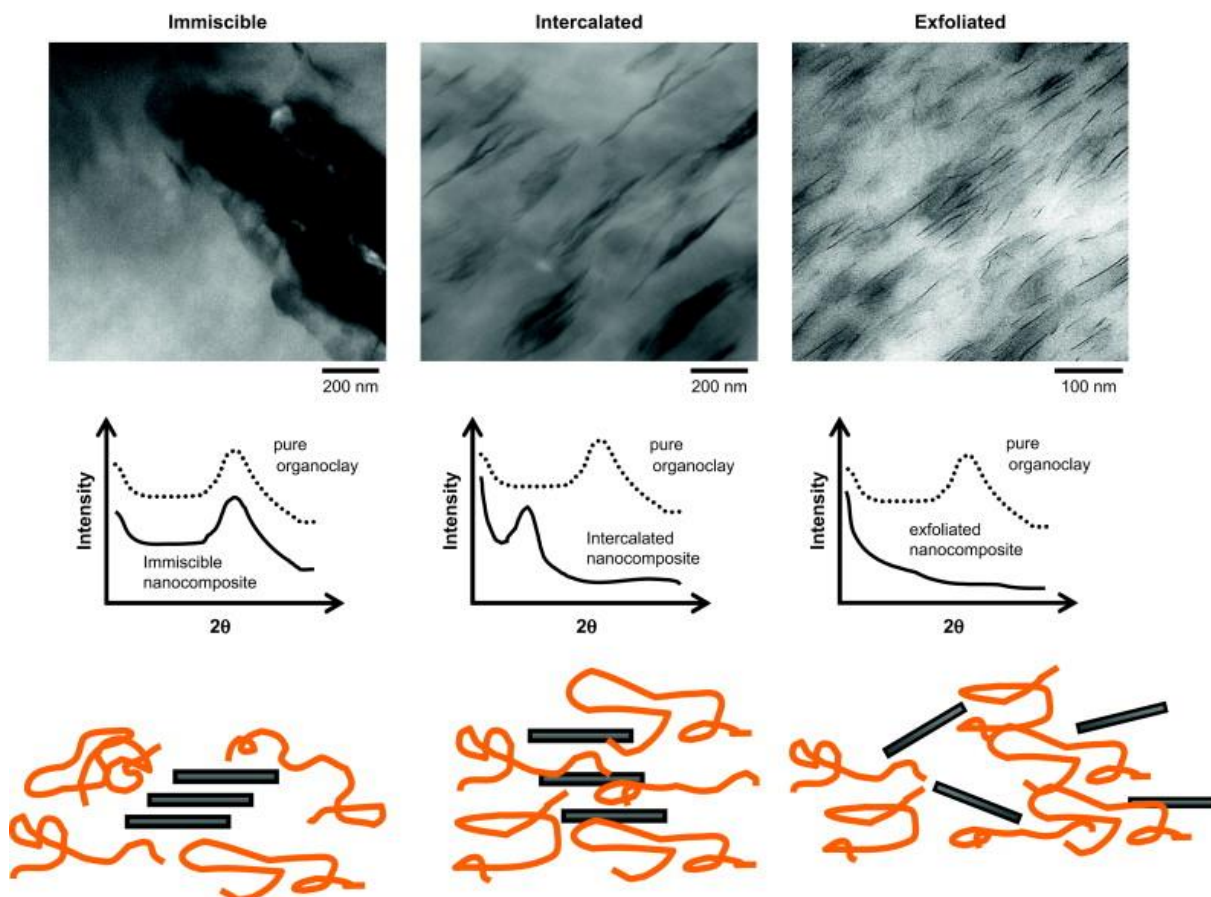 Immiscible
Intercalated
Exfoliated
200 nm
200 nm
100 nm
Intensity
pure
organoclay
Immiscible
nanocomposite
2θ
Intensity
pure
organoclay
Intercalated
nanocomposite
2θ
Intensity
pure
organoclay
exfoliated
nanocomposite
2θ